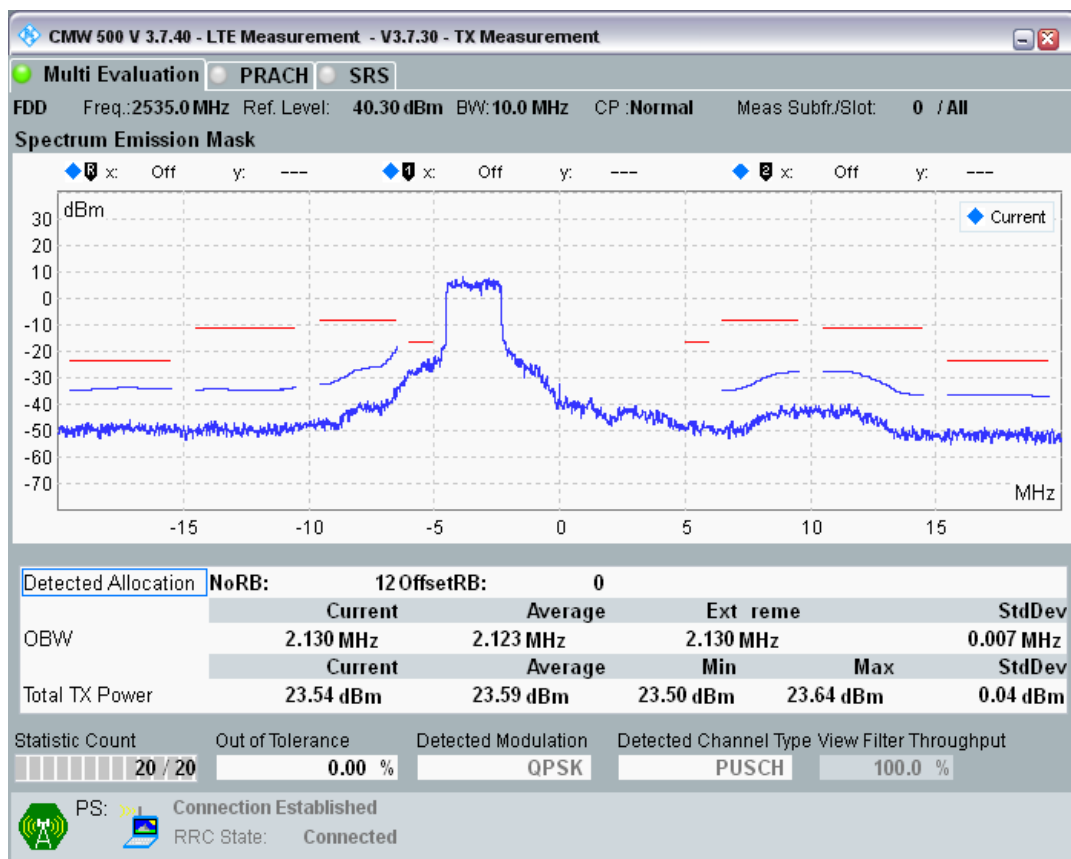 CMW 500 V 3.7.40 - LTE Measurement - V3.7.30 - TX Measurement
Multi Evaluation PRACH SRS
FDD Freq.:2535.0 MHz Ref. Level: 40.30 dBm BW:10.0 MHz CP :Normal Meas Subfr./Slot: 0 / All
Spectrum Emission Mask
R x: Off y: --- 1 x: Off y: --- 2 x: Off y: ---
dBm
Current
30
20
10
0
-10
-20
-30
-40
-50
-60
-70
MHz
-15 -10 -5 0 5 10 15
Detected Allocation NoRB: 12 OffsetRB: 0
Current Average Ext reme StdDev
OBW 2.130 MHz 2.123 MHz 2.130 MHz 0.007 MHz
Current Average Min Max StdDev
Total TX Power 23.54 dBm 23.59 dBm 23.50 dBm 23.64 dBm 0.04 dBm
Statistic Count Out of Tolerance Detected Modulation Detected Channel Type View Filter Throughput
20 / 20 0.00 % QPSK PUSCH 100.0 %
PS: Connection Established
RRC State: Connected